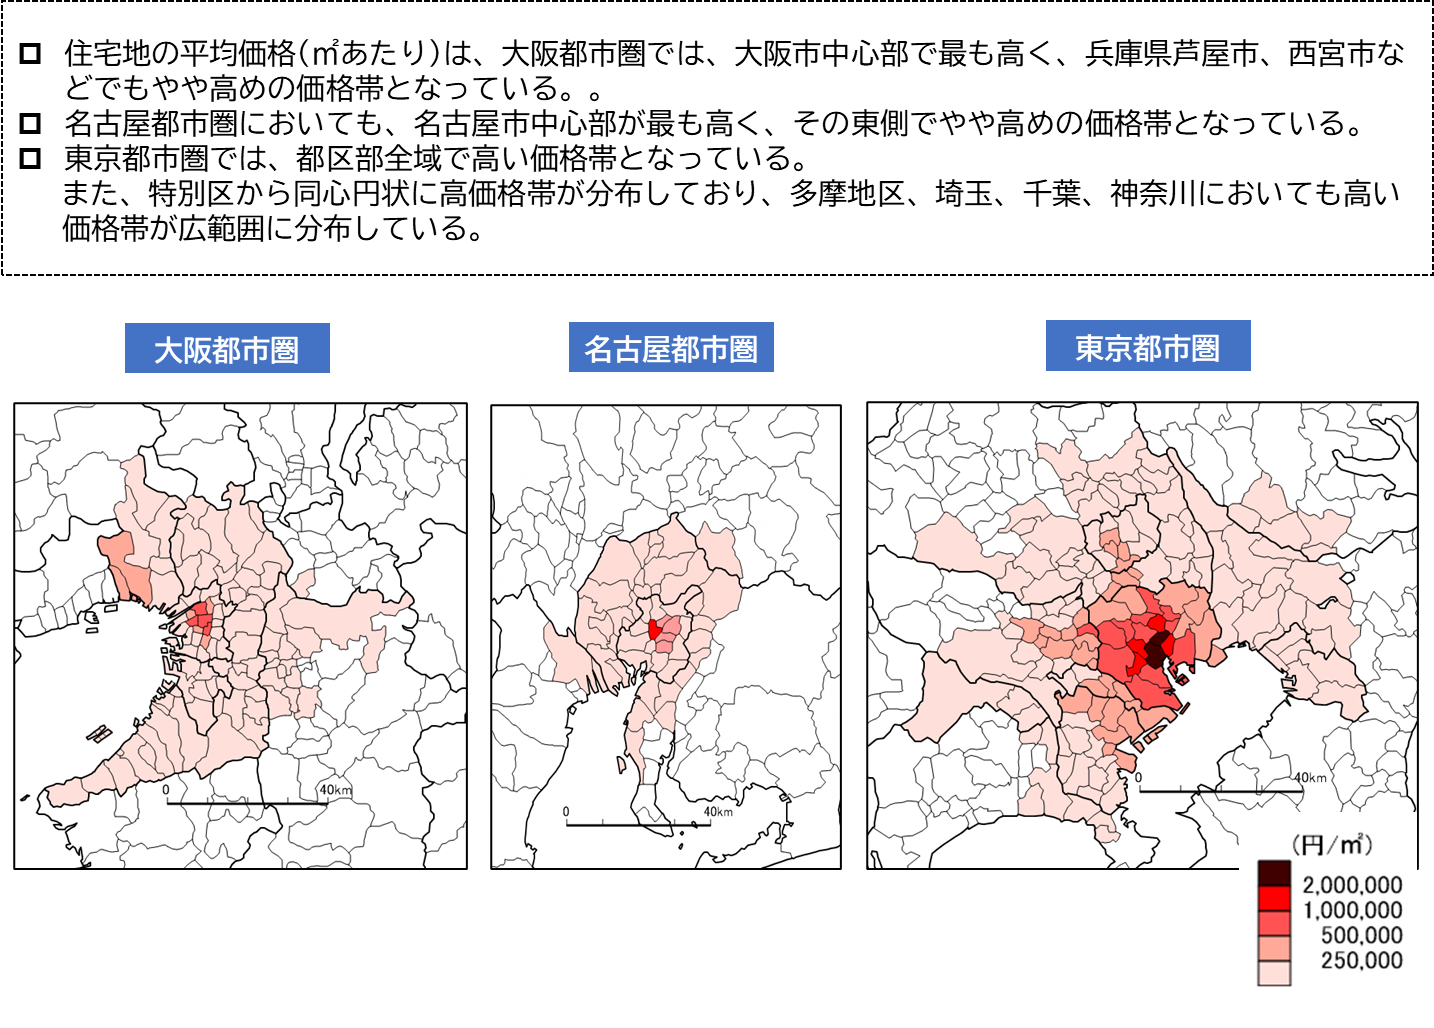 住宅地の平均価格(㎡あたり)は、大阪都市圏では、大阪市中心部で最も高く、兵庫県芦屋市、西宮市な
どでもやや高めの価格帯となっている。。
名古屋都市圏においても、名古屋市中心部が最も高く、その東側でやや高めの価格帯となっている。
東京都市圏では、都区部全域で高い価格帯となっている。
また、特別区から同心円状に高価格帯が分布しており、多摩地区、埼玉、千葉、神奈川においても高い
価格帯が広範囲に分布している。
大阪都市圏
名古屋都市圏
東京都市圏
0 40km
0 40km
0 40km
(円/㎡)
2,000,000
1,000,000
500,000
250,000